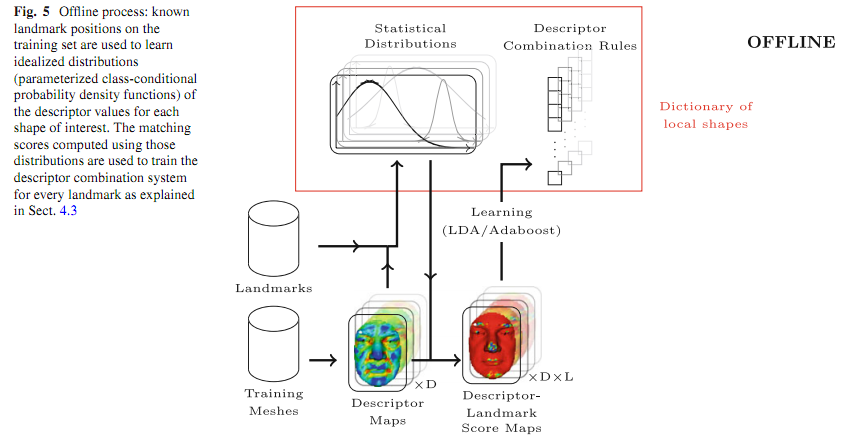 Fig. 5 Offline process: known
landmark positions on the
training set are used to learn
idealized distributions
(parameterized class-conditional
probability density functions) of
the descriptor values for each
shape of interest. The matching
scores computed using those
distributions are used to train the
descriptor combination system
for every landmark as explained
in Sect. 4.3
Statistical
Distributions
Descriptor
Combination Rules
OFFLINE
Dictionary of
local shapes
Learning
(LDA/Adaboost)
Landmarks
Training
Meshes
×D
Descriptor
Maps
×D×L
Descriptor-
Landmark
Score Maps